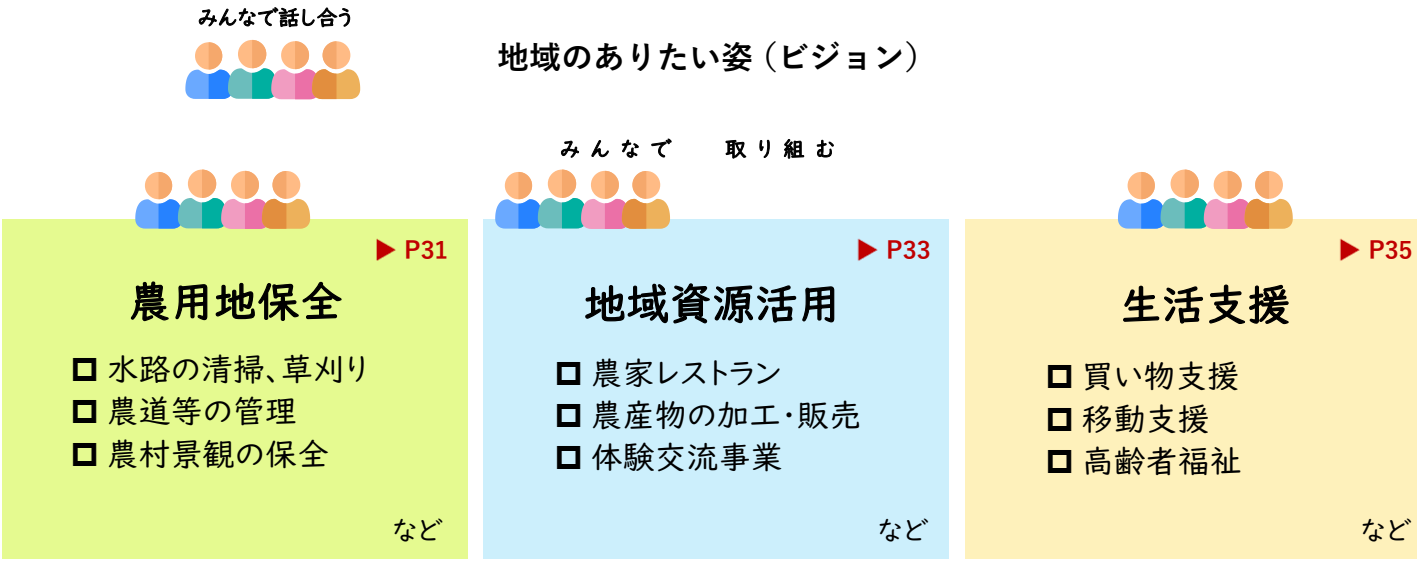 みんなで話し合う
地域のありたい姿（ビジョン）
みんなで 取り組む
▶ P31
農用地保全
水路の清掃、草刈り
農道等の管理
農村景観の保全
など
▶ P33
地域資源活用
農家レストラン
農産物の加工・販売
体験交流事業
など
▶ P35
生活支援
買い物支援
移動支援
高齢者福祉
など